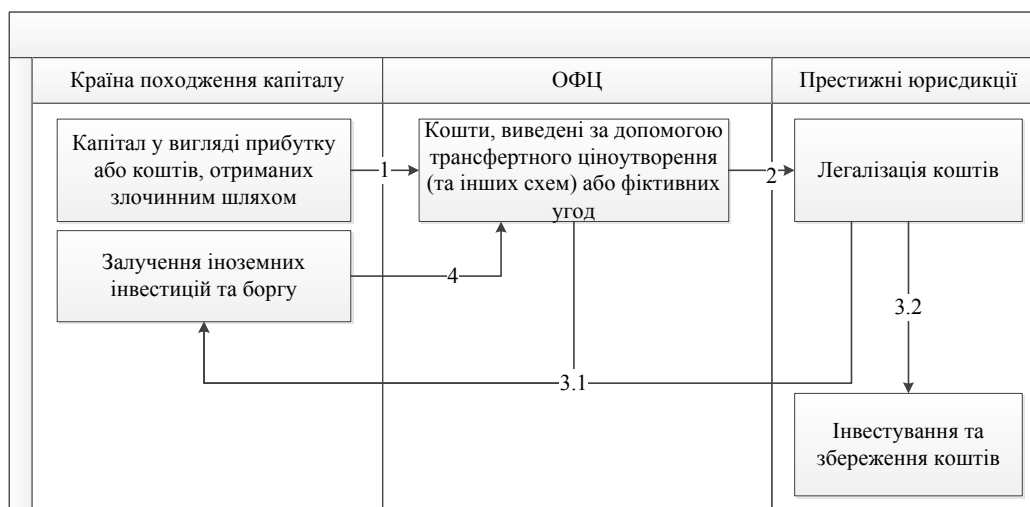 Країна походження капіталу
ОФЦ
Престижні юрисдикції
Капітал у вигляді прибутку
або коштів, отриманих
злочинним шляхом
1
Кошти, виведені за допомогою
трансфертного ціноутворення
(та інших схем) або фіктивних
угод
2
Легалізація коштів
Залучення іноземних
інвестицій та боргу
4
3.2
3.1
Інвестування та
збереження коштів